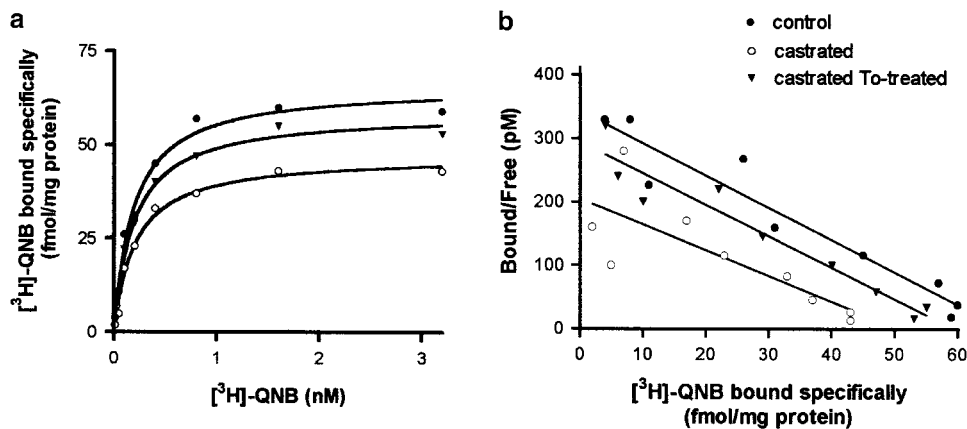 a
[³H]-QNB bound specifically
(fmol/mg protein)
75
50
25
0
0
1
2
3
[³H]-QNB (nM)
b
control
castrated
castrated To-treated
Bound/Free (pM)
400
300
200
100
0
0
10
20
30
40
50
60
[³H]-QNB bound specifically
(fmol/mg protein)